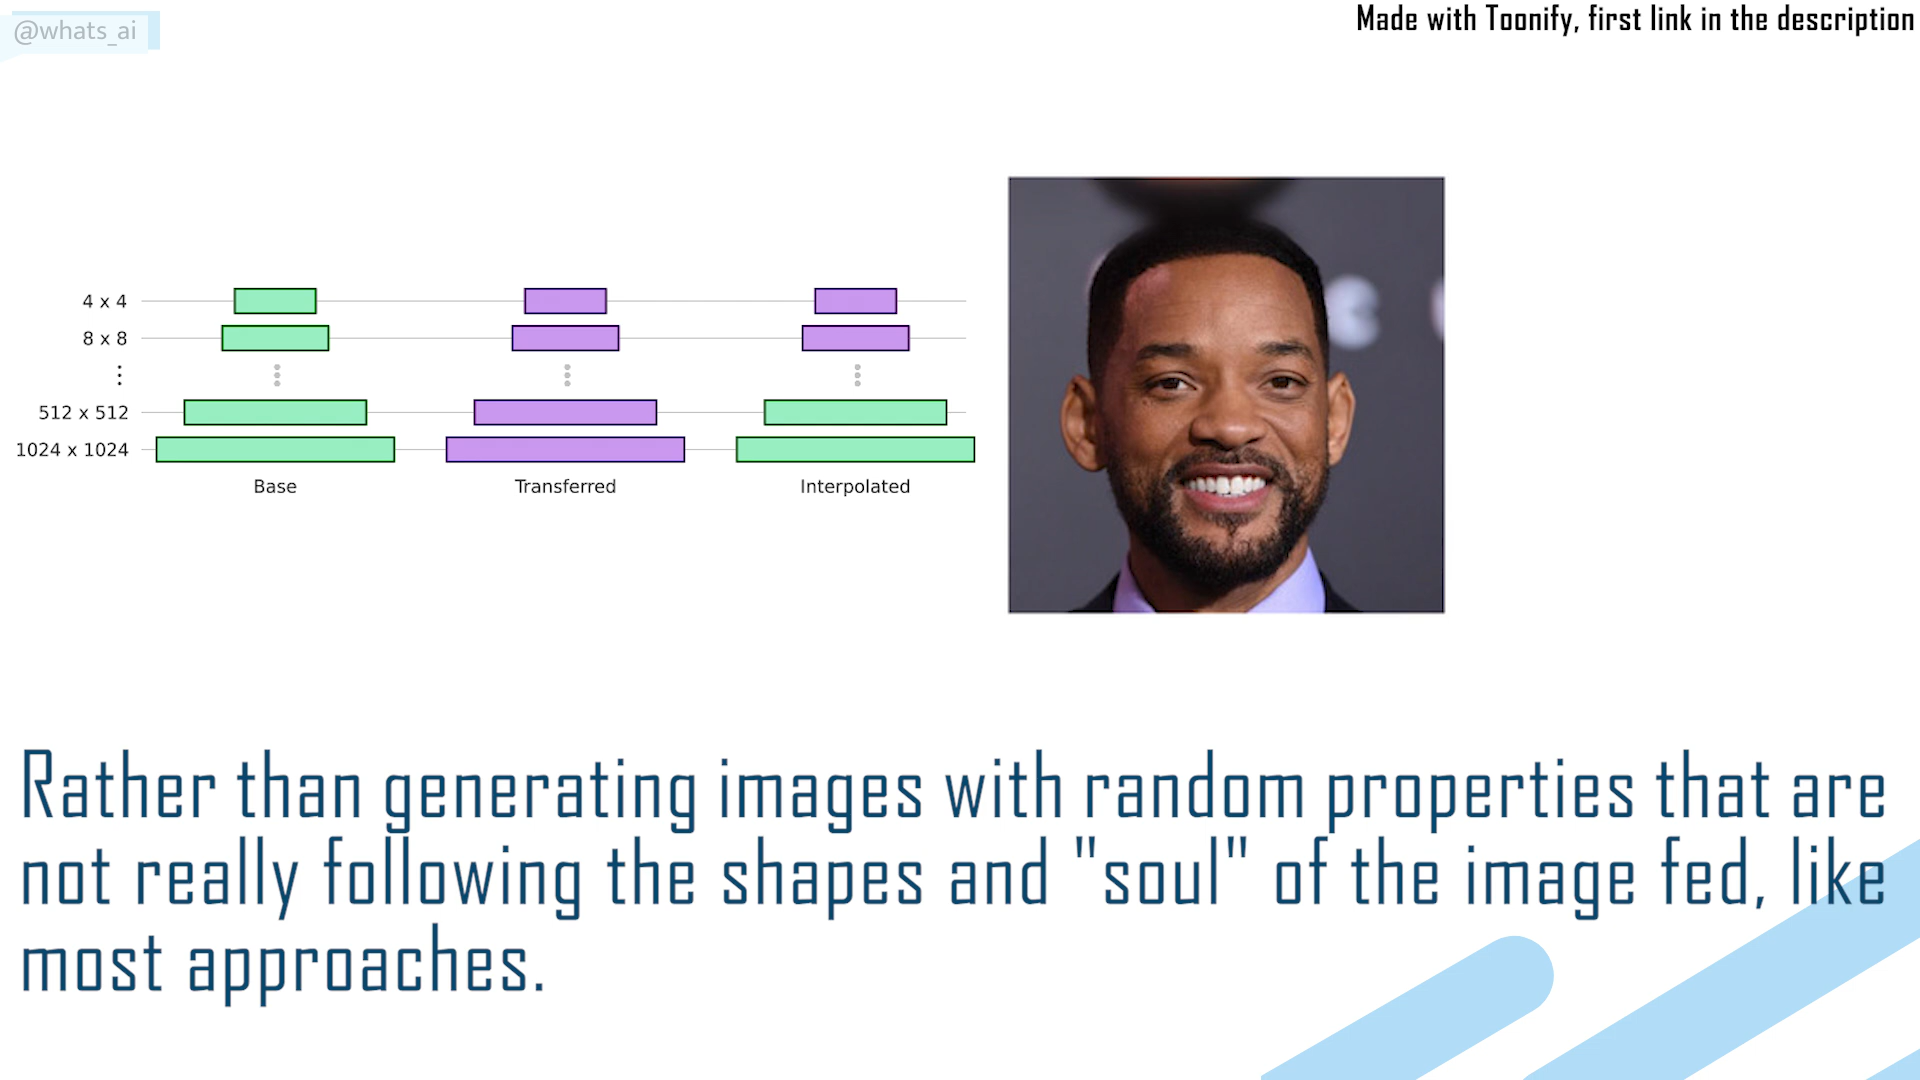 @whats_ai
Made with Toonify, first link in the description
4 x 4
8 x 8
512 x 512
1024 x 1024
Base
Transferred
Interpolated
Rather than generating images with random properties that are
not really following the shapes and "soul" of the image fed, like
most approaches.